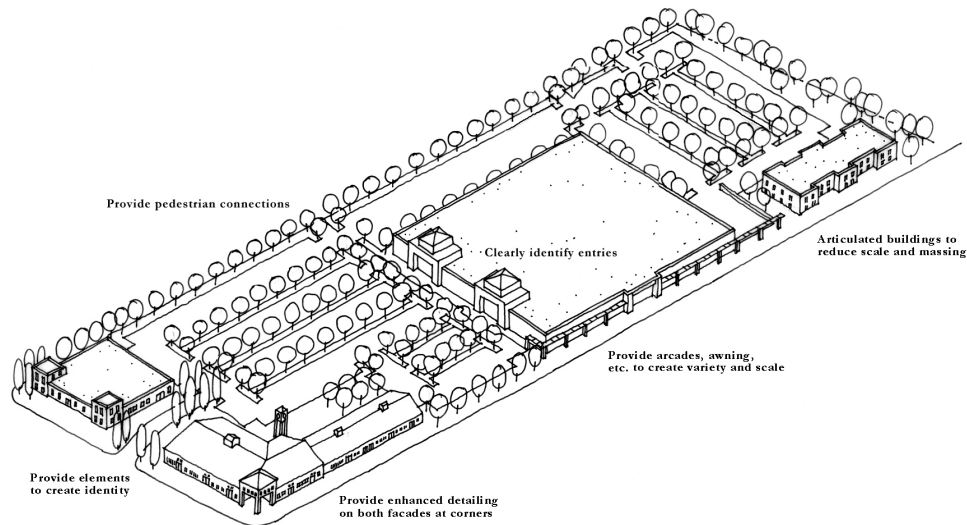 Provide pedestrian connections
Clearly identify entries
Articulated buildings to
reduce scale and massing
Provide arcades, awning,
etc. to create variety and scale
Provide elements
to create identity
Provide enhanced detailing
on both facades at corners